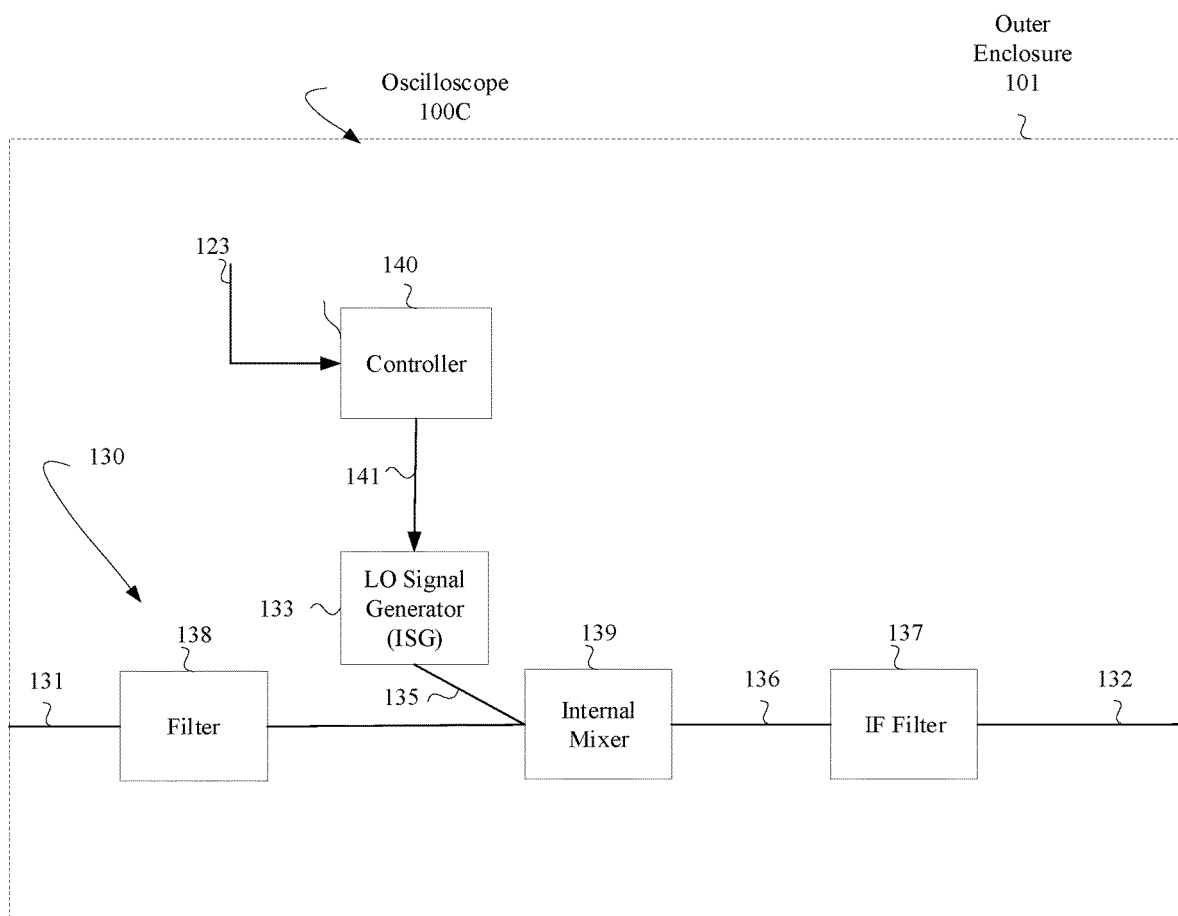 Outer
Enclosure
101
Oscilloscope
100C
123
140
Controller
130
141
LO Signal
Generator
(ISG)
133
138
139
137
131
135
136
132
Filter
Internal
Mixer
IF Filter